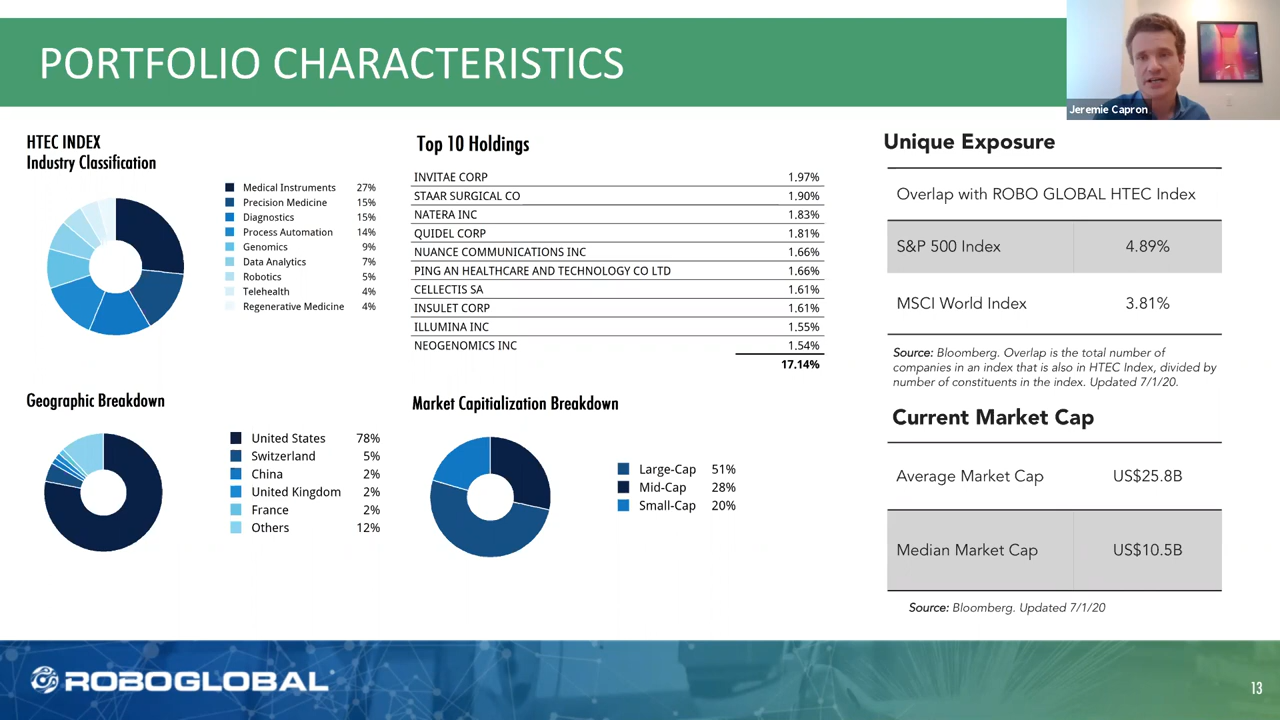 PORTFOLIO CHARACTERISTICS
Jeremie Capron
HTEC INDEX
Industry Classification
Medical Instruments 27%
Precision Medicine 15%
Diagnostics 15%
Process Automation 14%
Genomics 9%
Data Analytics 7%
Robotics 5%
Telehealth 4%
Regenerative Medicine 4%
Top 10 Holdings
INVITAE CORP 1.97%
STAAR SURGICAL CO 1.90%
NATERA INC 1.83%
QUIDEL CORP 1.81%
NUANCE COMMUNICATIONS INC 1.66%
PING AN HEALTHCARE AND TECHNOLOGY CO LTD 1.66%
CELLECTIS SA 1.61%
INSULET CORP 1.61%
ILLUMINA INC 1.55%
NEOGENOMICS INC 1.54%
17.14%
Unique Exposure
Overlap with ROBO GLOBAL HTEC Index
S&P 500 Index 4.89%
MSCI World Index 3.81%
Source: Bloomberg. Overlap is the total number of
companies in an index that is also in HTEC Index, divided by
number of constituents in the index. Updated 7/1/20.
Geographic Breakdown
United States 78%
Switzerland 5%
China 2%
United Kingdom 2%
France 2%
Others 12%
Market Capitialization Breakdown
Large-Cap 51%
Mid-Cap 28%
Small-Cap 20%
Current Market Cap
Average Market Cap US$25.8B
Median Market Cap US$10.5B
Source: Bloomberg. Updated 7/1/20
ROBOGLOBAL
13